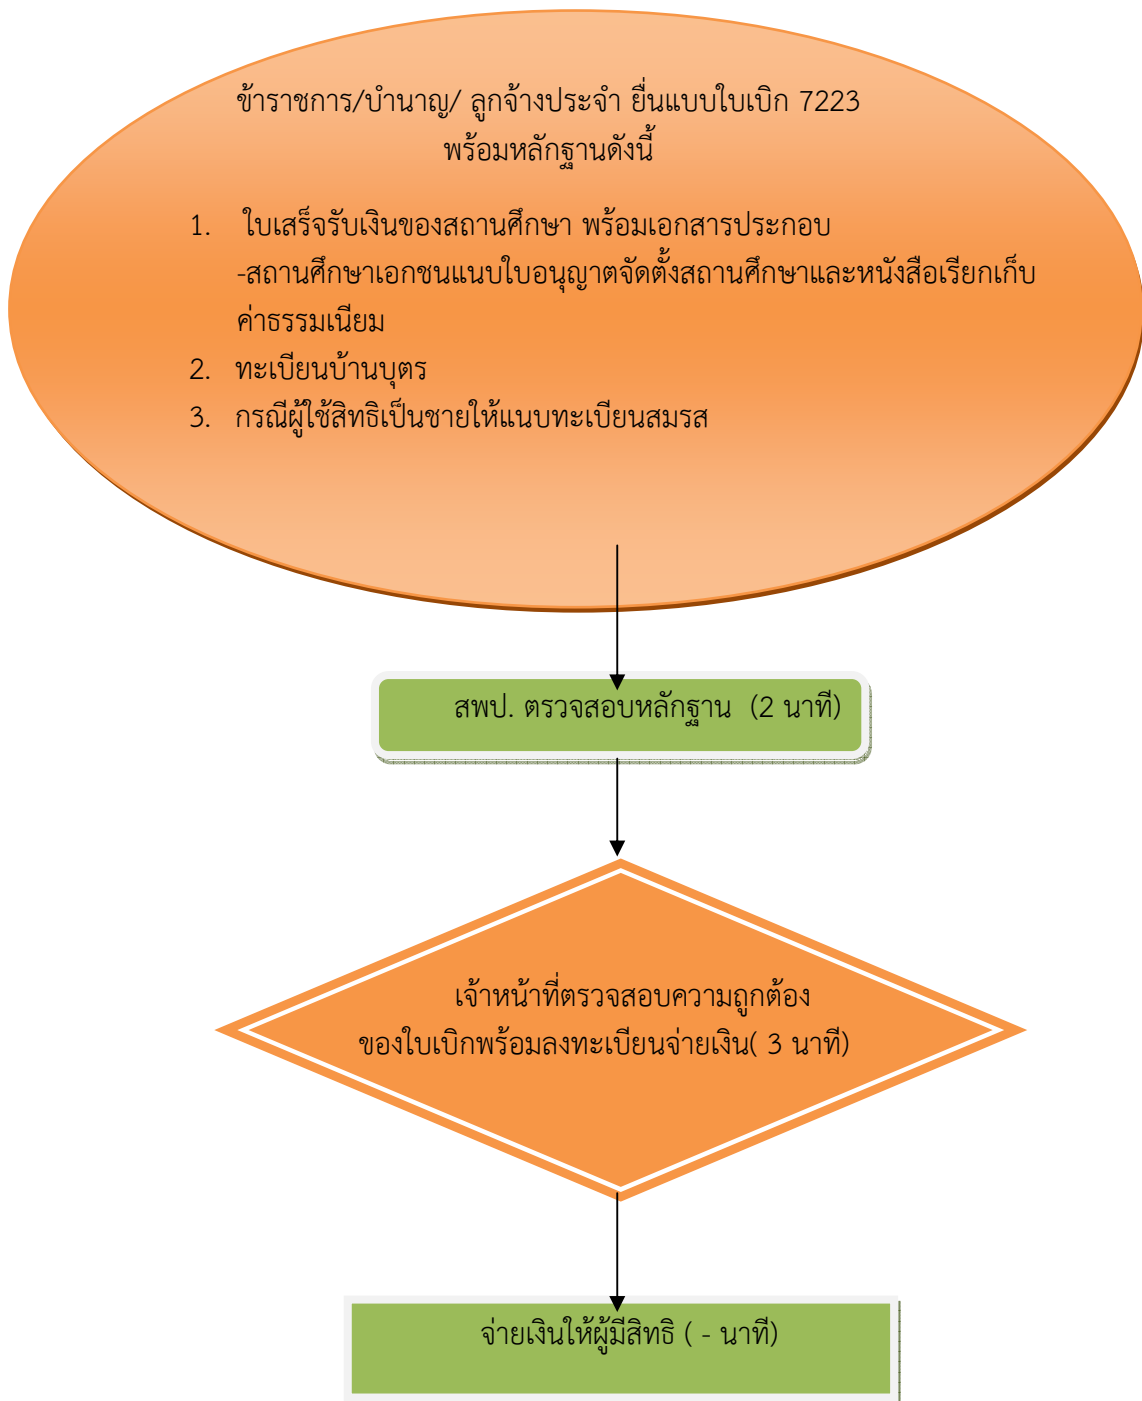 ข้าราชการ/บำนาญ/ ลูกจ้างประจำ ยื่นแบบใบเบิก 7223
พร้อมหลักฐานดังนี้
1. ใบเสร็จรับเงินของสถานศึกษา พร้อมเอกสารประกอบ
-สถานศึกษาเอกชนแนบใบอนุญาตจัดตั้งสถานศึกษาและหนังสือเรียกเก็บ
ค่าธรรมเนียม
2. ทะเบียนบ้านบุตร
3. กรณีผู้ใช้สิทธิเป็นชายให้แนบทะเบียนสมรส
สพป. ตรวจสอบหลักฐาน (2 นาที)
เจ้าหน้าที่ตรวจสอบความถูกต้อง
ของใบเบิกพร้อมลงทะเบียนจ่ายเงิน( 3 นาที)
จ่ายเงินให้ผู้มีสิทธิ ( - นาที)